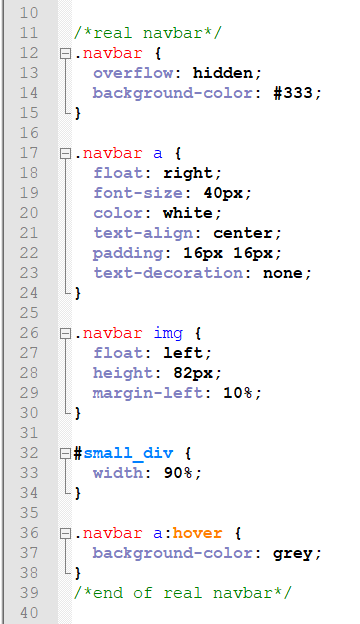 10
11 /*real navbar*/
12 .navbar {
13 overflow: hidden;
14 background-color: #333;
15 }
16
17 .navbar a {
18 float: right;
19 font-size: 40px;
20 color: white;
21 text-align: center;
22 padding: 16px 16px;
23 text-decoration: none;
24 }
25
26 .navbar img {
27 float: left;
28 height: 82px;
29 margin-left: 10%;
30 }
31
32 #small_div {
33 width: 90%;
34 }
35
36 .navbar a:hover {
37 background-color: grey;
38 }
39 /*end of real navbar*/
40